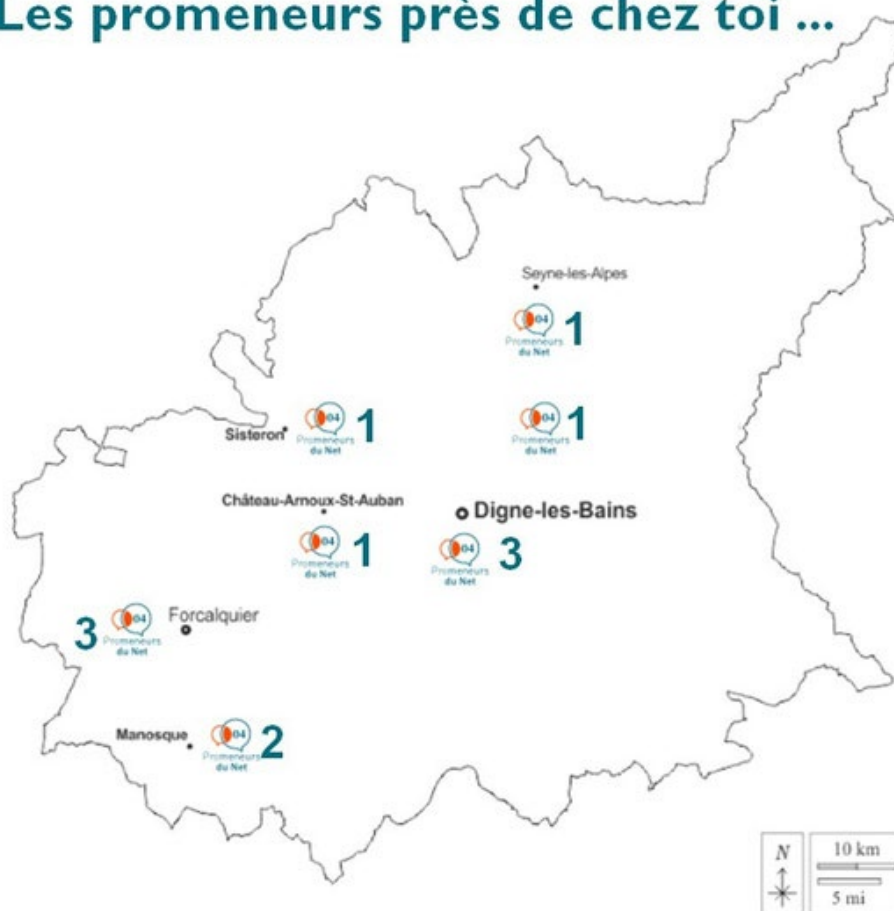 Les promeneurs près de chez toi ...
Seyne-les-Alpes
04
1
Promeneurs
du Net
Sisteron
04
1
Promeneurs
du Net
04
1
Promeneurs
du Net
Château-Arnoux-St-Auban
04
1
Promeneurs
du Net
Digne-les-Bains
04
3
Promeneurs
du Net
3
04
Promeneurs
du Net
Forcalquier
Manosque
04
2
Promeneurs
du Net
N
10 km
5 mi